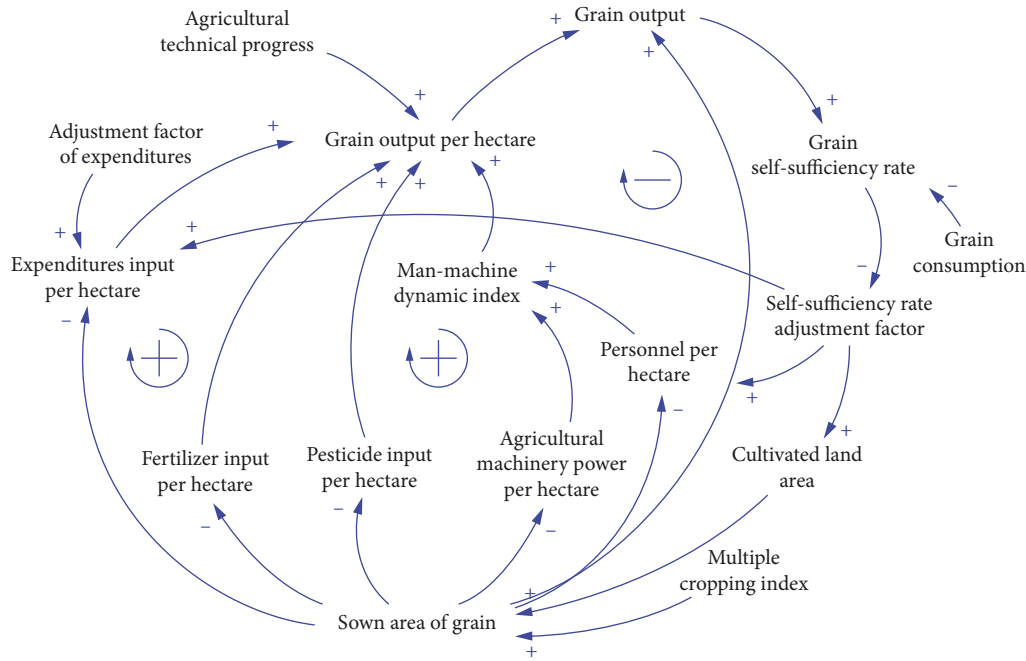 Agricultural
technical progress
+
Grain output
+
+
+
Grain output per hectare
+
Adjustment factor
of expenditures
+
Grain
self-sufficiency rate
−
Grain
consumption
+
+
+
+
+
Expenditures input
per hectare
−
Man-machine
dynamic index
+
+
−
Self-sufficiency rate
adjustment factor
Personnel per
hectare
−
+
+
Fertilizer input
per hectare
−
Pesticide input
per hectare
−
Agricultural
machinery power
per hectare
−
Cultivated land
area
Multiple
cropping index
+
Sown area of grain
+